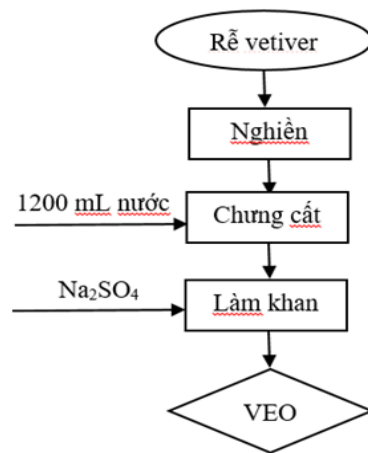 Rễ vetiver
Nghiền
1200 mL nước
Chưng cất
Na₂SO₄
Làm khan
VEO